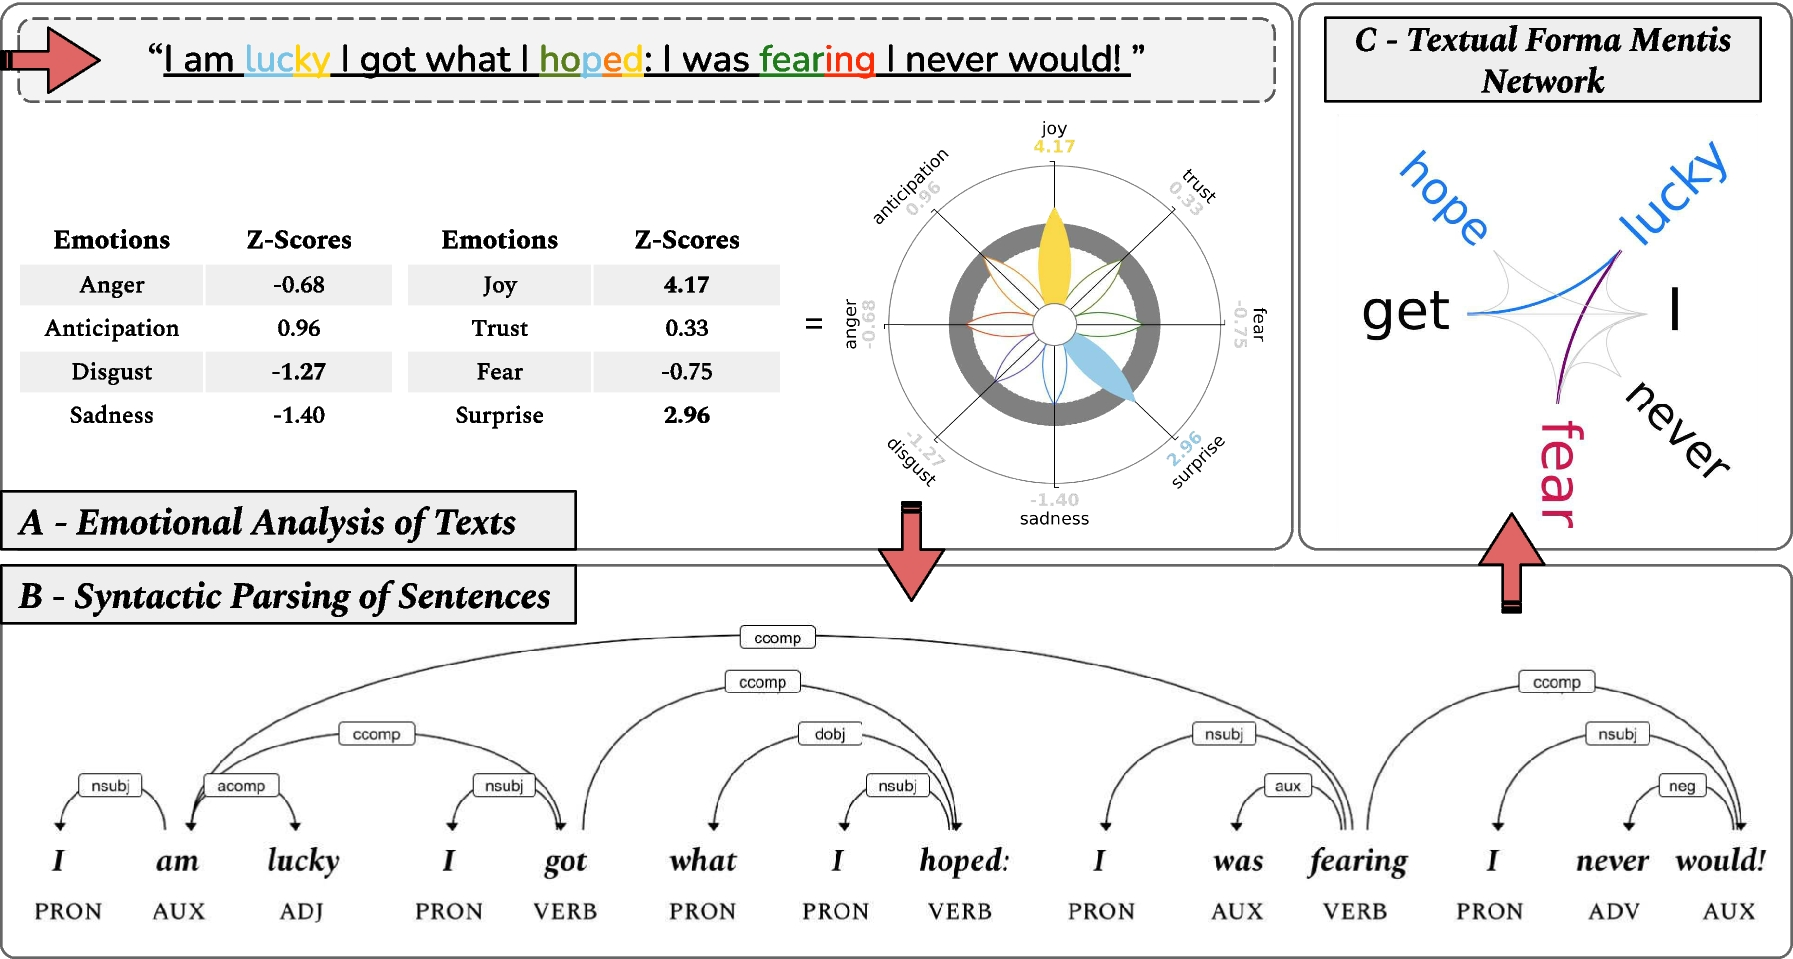 “I am lucky I got what I hoped: I was fearing I never would! ”
Emotions Z-Scores Emotions Z-Scores
Anger -0.68 Joy 4.17
Anticipation 0.96 Trust 0.33
Disgust -1.27 Fear -0.75
Sadness -1.40 Surprise 2.96
=
joy
4.17
trust
0.33
fear
-0.75
surprise
2.96
sadness
-1.40
disgust
-1.27
anger
-0.68
anticipation
0.96
A - Emotional Analysis of Texts
C - Textual Forma Mentis
Network
hope
lucky
get
I
never
fear
B - Syntactic Parsing of Sentences
ccomp
ccomp ccomp
ccomp dobj nsubj nsubj
nsubj acomp nsubj nsubj aux neg
I am lucky I got what I hoped: I was fearing I never would!
PRON AUX ADJ PRON VERB PRON PRON VERB PRON AUX VERB PRON ADV AUX